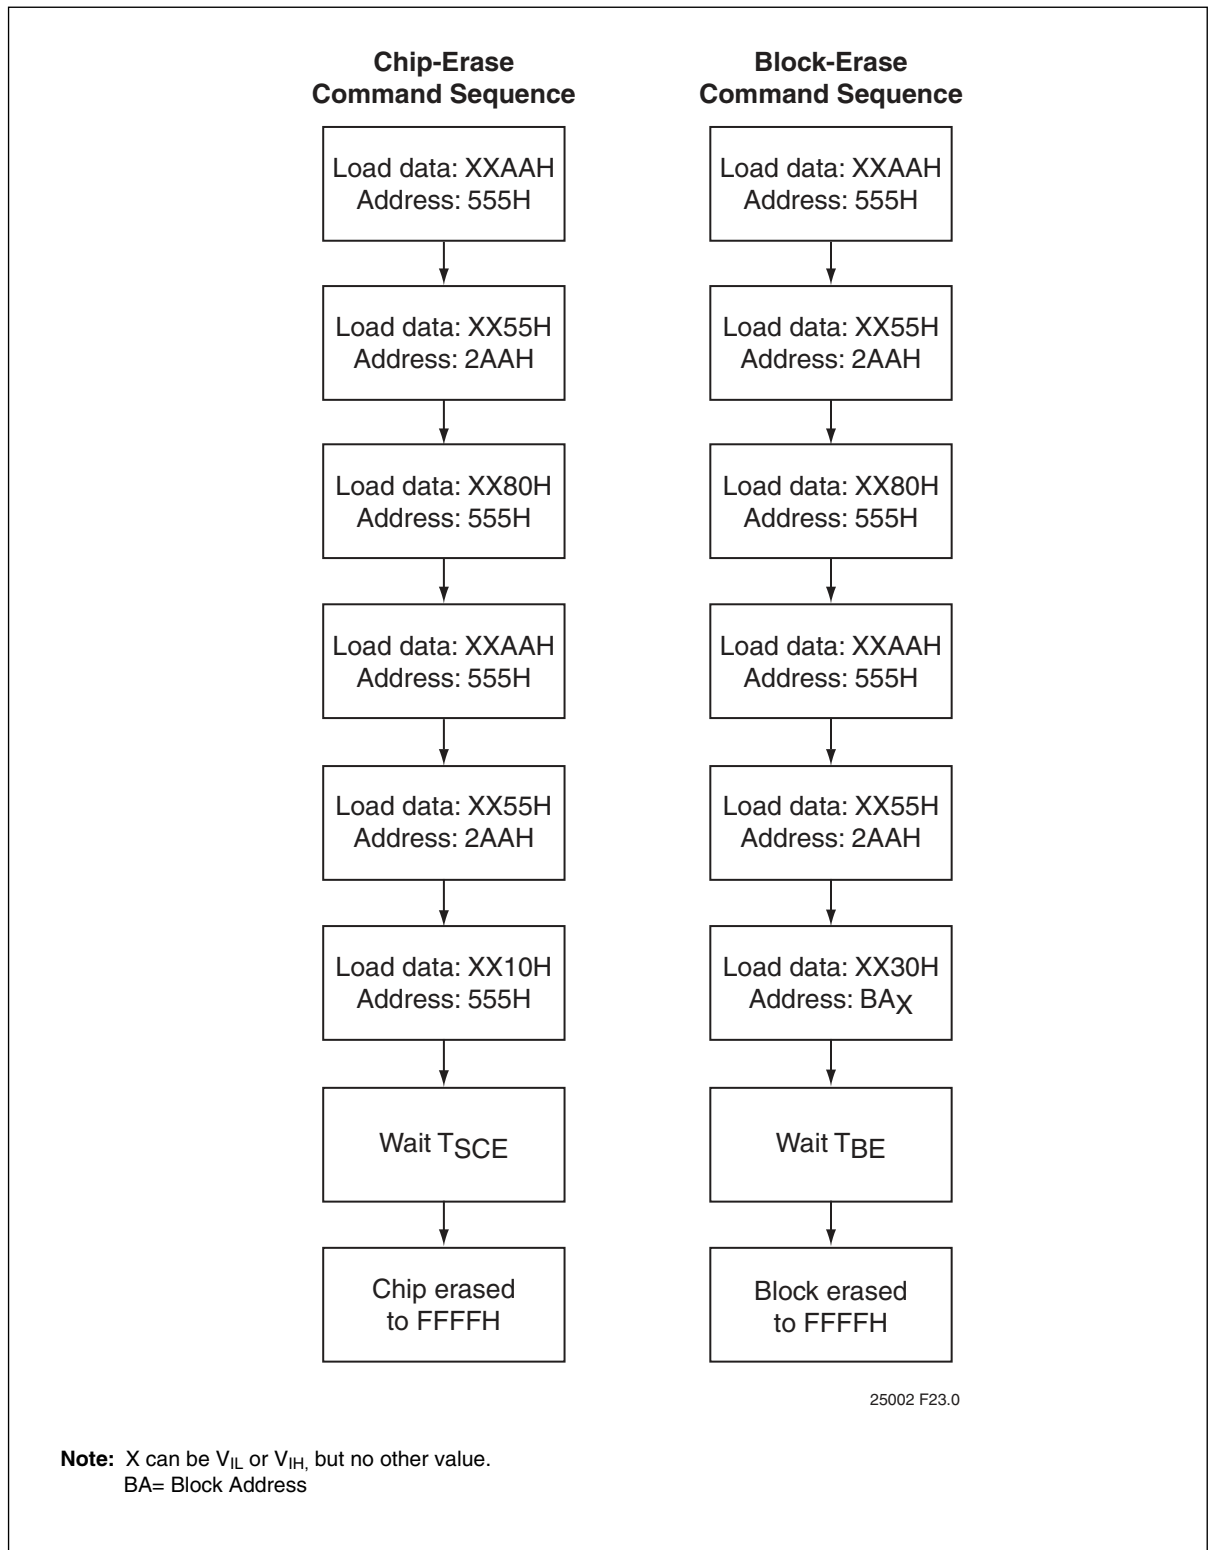 Chip-Erase
Command Sequence
Load data: XXAAH
Address: 555H
Load data: XX55H
Address: 2AAH
Load data: XX80H
Address: 555H
Load data: XXAAH
Address: 555H
Load data: XX55H
Address: 2AAH
Load data: XX10H
Address: 555H
Wait TSCE
Chip erased
to FFFFH
Block-Erase
Command Sequence
Load data: XXAAH
Address: 555H
Load data: XX55H
Address: 2AAH
Load data: XX80H
Address: 555H
Load data: XXAAH
Address: 555H
Load data: XX55H
Address: 2AAH
Load data: XX30H
Address: BAX
Wait TBE
Block erased
to FFFFH
25002 F23.0
Note: X can be VIL or VIH, but no other value.
BA= Block Address